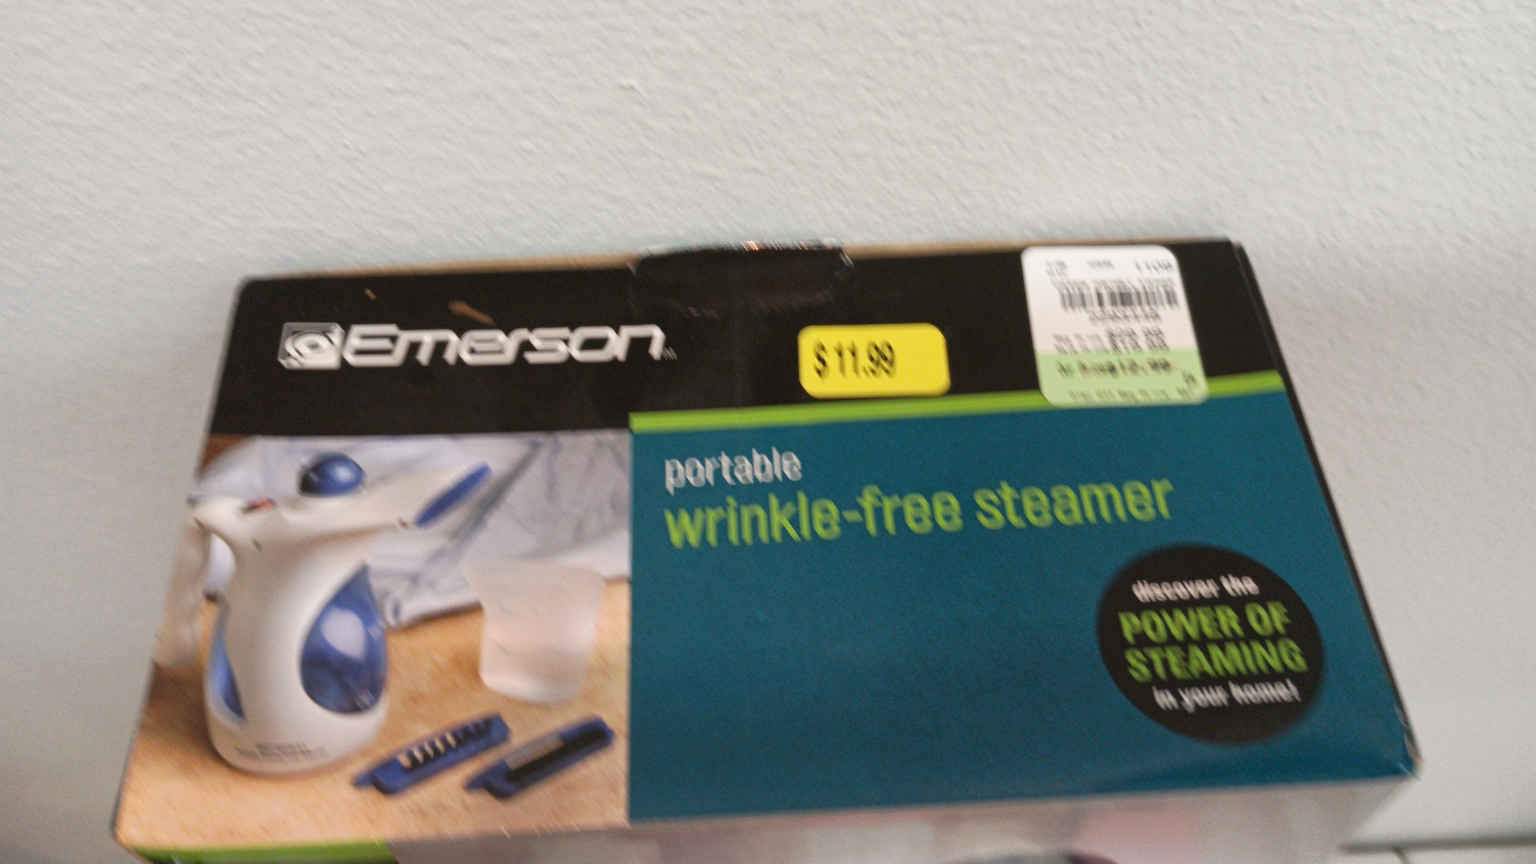 Emerson
$ 11.99
portable
wrinkle-free steamer
discover the
POWER OF
STEAMING
in your home!